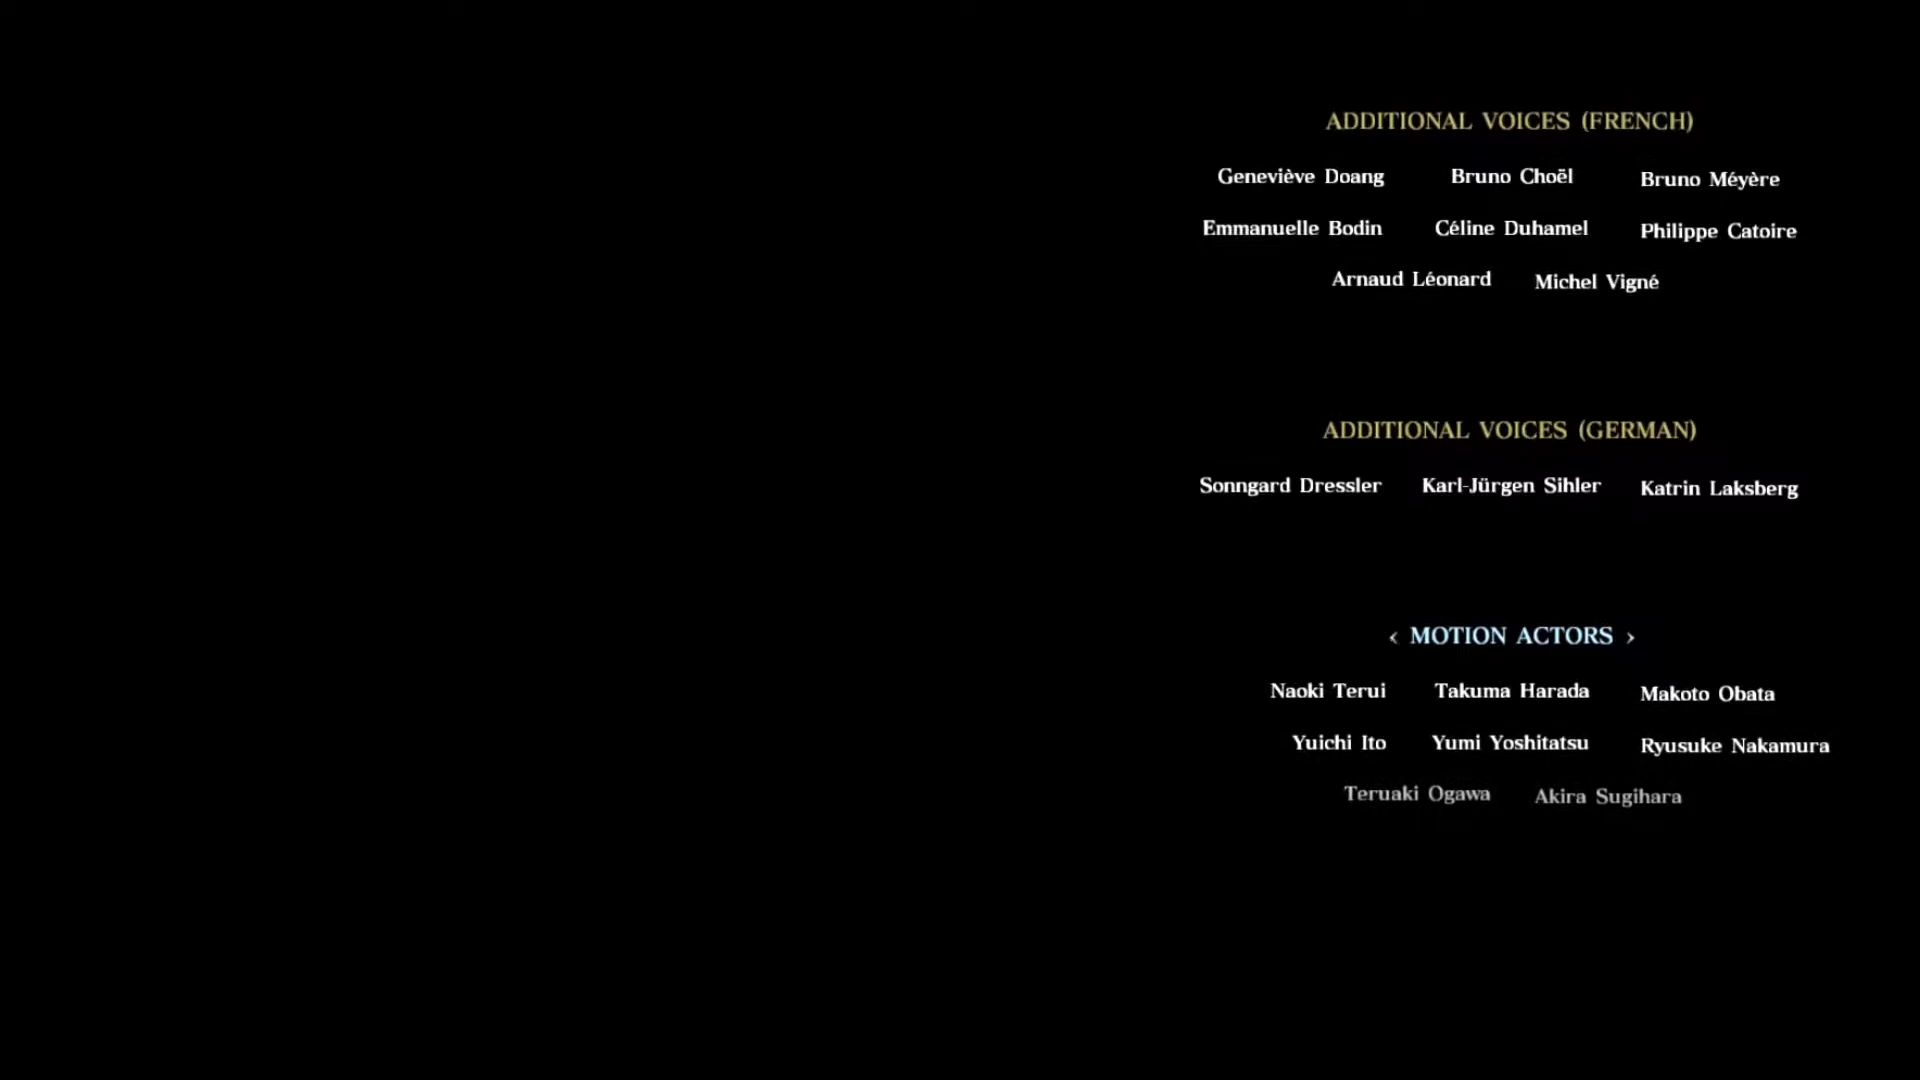 ADDITIONAL VOICES (FRENCH)
Geneviève Doang Bruno Choël Bruno Méyère
Emmanuelle Bodin Céline Duhamel Philippe Catoire
Arnaud Léonard Michel Vigné
ADDITIONAL VOICES (GERMAN)
Sonngard Dressler Karl-Jürgen Sihler Katrin Laksberg
‹ MOTION ACTORS ›
Naoki Terui Takuma Harada Makoto Obata
Yuichi Ito Yumi Yoshitatsu Ryusuke Nakamura
Teruaki Ogawa Akira Sugihara